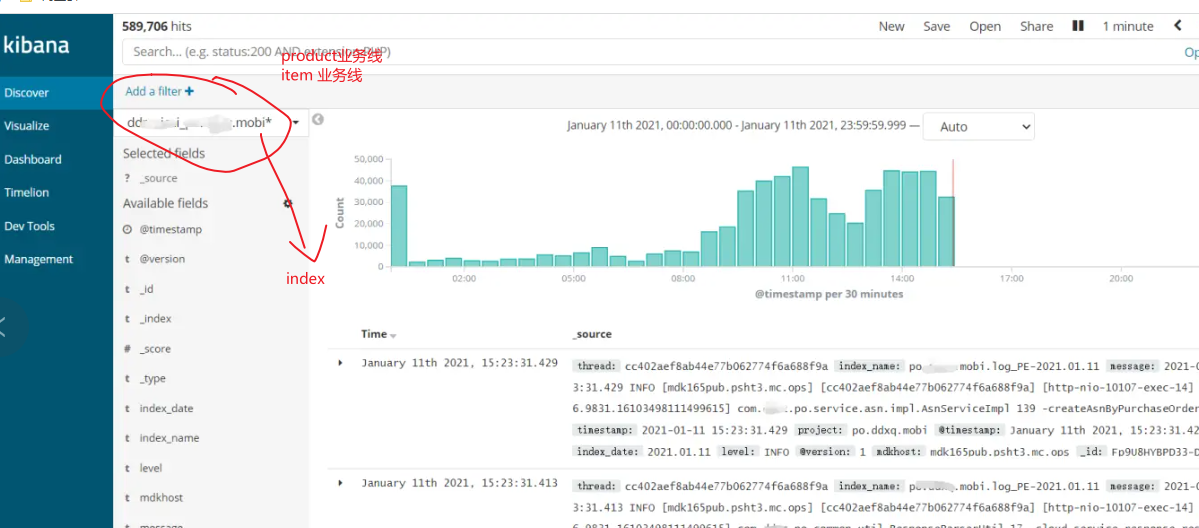 589,706 hits
New Save Open Share 1 minute
kibana
Search... (e.g. status:200 AND extension:PHP)
product业务线
item 业务线
Discover
Add a filter +
.mobi*
January 11th 2021, 00:00:00.000 - January 11th 2021, 23:59:59.999 — Auto
Visualize
Dashboard
Timelion
Dev Tools
Management
Selected fields
? _source
Available fields
@timestamp
t @version
t _id
t _index
# _score
t _type
t index_date
t index_name
t level
t mdkhost
t message
index
Count
50,000
40,000
30,000
20,000
10,000
0
02:00 05:00 08:00 11:00 14:00 17:00 20:00
@timestamp per 30 minutes
Time _source
January 11th 2021, 15:23:31.429 thread: cc402aef8ab44e77b062774f6a688f9a index_name: po. .mobi.log_PE-2021.01.11 message: 2021-0
3:31.429 INFO [mdk165pub.psht3.mc.ops] [cc402aef8ab44e77b062774f6a688f9a] [http-nio-10107-exec-14]
6.9831.16103498111499615] com. .po.service.asn.impl.AsnServiceImpl 139 -createAsnByPurchaseOrder
timestamp: 2021-01-11 15:23:31.429 project: po.ddxq.mobi @timestamp: January 11th 2021, 15:23:31.42
index_date: 2021.01.11 level: INFO @version: 1 mdkhost: mdk165pub.psht3.mc.ops _id: Fp9U8HYBPD33-D
January 11th 2021, 15:23:31.413 thread: cc402aef8ab44e77b062774f6a688f9a index_name: .mobi.log_PE-2021.01.11 message: 2021-0
3:31.413 INFO [mdk165pub.psht3.mc.ops] [cc402aef8ab44e77b062774f6a688f9a] [http-nio-10107-exec-14]